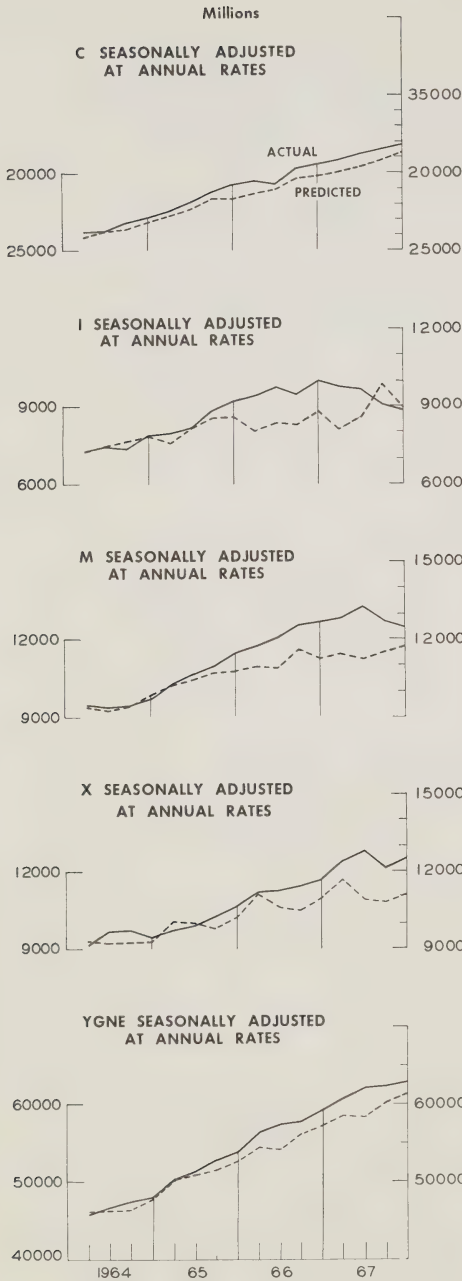 Millions
C SEASONALLY ADJUSTED
AT ANNUAL RATES
35000
ACTUAL
20000
20000
PREDICTED
25000
25000
I SEASONALLY ADJUSTED
AT ANNUAL RATES
12000
9000
9000
6000
6000
M SEASONALLY ADJUSTED
AT ANNUAL RATES
15000
12000
12000
9000
X SEASONALLY ADJUSTED
AT ANNUAL RATES
15000
12000
12000
9000
9000
YGNE SEASONALLY ADJUSTED
AT ANNUAL RATES
60000
60000
50000
50000
40000
1964 65 66 67